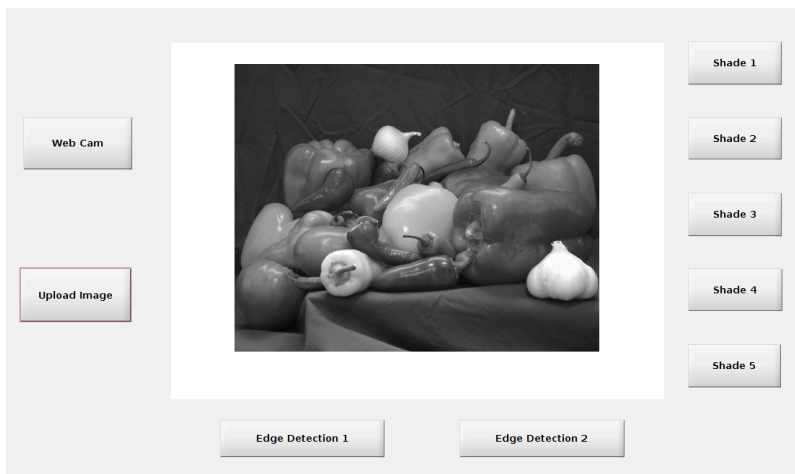 Web Cam
Upload Image
Shade 1
Shade 2
Shade 3
Shade 4
Shade 5
Edge Detection 1
Edge Detection 2